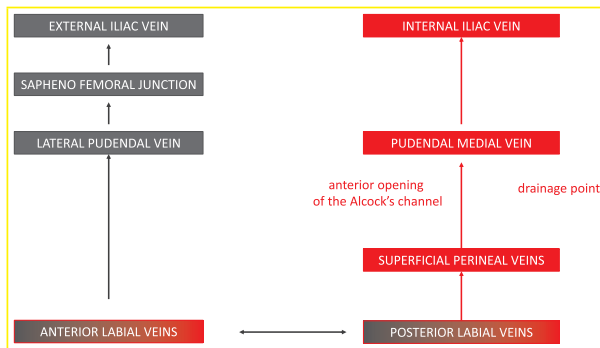 EXTERNAL ILIAC VEIN
SAPHENO FEMORAL JUNCTION
LATERAL PUDENDAL VEIN
ANTERIOR LABIAL VEINS
INTERNAL ILIAC VEIN
PUDENDAL MEDIAL VEIN
anterior opening
of the Alcock's channel
drainage point
SUPERFICIAL PERINEAL VEINS
POSTERIOR LABIAL VEINS